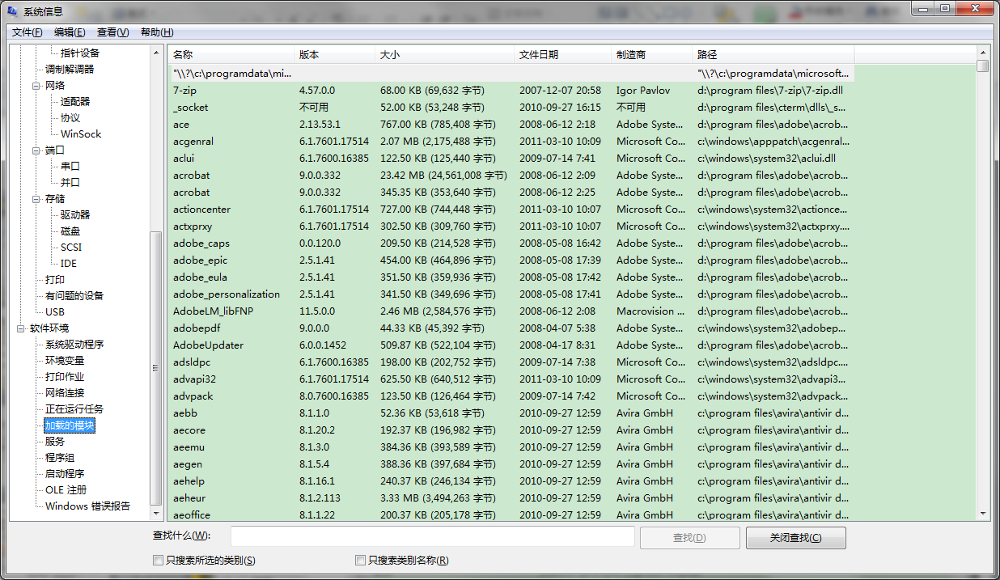 系统信息
文件(F) 编辑(E) 查看(V) 帮助(H)
指针设备
调制解调器
网络
适配器
协议
WinSock
端口
串口
并口
存储
驱动器
磁盘
SCSI
IDE
打印
有问题的设备
USB
软件环境
系统驱动程序
环境变量
打印作业
网络连接
正在运行任务
加载的模块
服务
程序组
启动程序
OLE 注册
Windows 错误报告
名称 版本 大小 文件日期 制造商 路径
"\\?\c:\programdata\mi... "\\?\c:\programdata\microsoft...
7-zip 4.57.0.0 68.00 KB (69,632 字节) 2007-12-07 20:58 Igor Pavlov d:\program files\7-zip\7-zip.dll
_socket 不可用 52.00 KB (53,248 字节) 2010-09-27 16:15 不可用 d:\program files\cterm\dlls\_s...
ace 2.13.53.1 767.00 KB (785,408 字节) 2008-06-12 2:18 Adobe Syste... d:\program files\adobe\acrob...
acgenral 6.1.7601.17514 2.07 MB (2,175,488 字节) 2011-03-10 10:09 Microsoft Co... c:\windows\apppatch\acgenral...
aclui 6.1.7600.16385 122.50 KB (125,440 字节) 2009-07-14 7:41 Microsoft Co... c:\windows\system32\aclui.dll
acrobat 9.0.0.332 23.42 MB (24,561,008 字节) 2008-06-12 2:09 Adobe Syste... d:\program files\adobe\acrob...
acrobat 9.0.0.332 345.35 KB (353,640 字节) 2008-06-12 2:25 Adobe Syste... d:\program files\adobe\acrob...
actioncenter 6.1.7601.17514 727.00 KB (744,448 字节) 2011-03-10 10:07 Microsoft Co... c:\windows\system32\actionce...
actxprxy 6.1.7601.17514 302.50 KB (309,760 字节) 2011-03-10 10:07 Microsoft Co... c:\windows\system32\actxprxy....
adobe_caps 0.0.120.0 209.50 KB (214,528 字节) 2008-05-08 16:42 Adobe Syste... d:\program files\adobe\acrob...
adobe_epic 2.5.1.41 454.00 KB (464,896 字节) 2008-05-08 17:39 Adobe Syste... d:\program files\adobe\acrob...
adobe_eula 2.5.1.41 351.50 KB (359,936 字节) 2008-05-08 17:42 Adobe Syste... d:\program files\adobe\acrob...
adobe_personalization 2.5.1.41 341.50 KB (349,696 字节) 2008-05-08 17:41 Adobe Syste... d:\program files\adobe\acrob...
AdobeLM_libFNP 11.5.0.0 2.46 MB (2,584,576 字节) 2008-06-12 2:08 Macrovision ... d:\program files\adobe\acrob...
adobepdf 9.0.0.0 44.33 KB (45,392 字节) 2008-04-07 5:38 Adobe Syste... c:\windows\system32\adobep...
AdobeUpdater 6.0.0.1452 509.87 KB (522,104 字节) 2008-04-17 8:31 Adobe Syste... d:\program files\adobe\acrob...
adsldpc 6.1.7600.16385 198.00 KB (202,752 字节) 2009-07-14 7:38 Microsoft Co... c:\windows\system32\adsldpc....
advapi32 6.1.7601.17514 625.50 KB (640,512 字节) 2011-03-10 10:09 Microsoft Co... c:\windows\system32\advapi3...
advpack 8.0.7600.16385 123.50 KB (126,464 字节) 2009-07-14 7:42 Microsoft Co... c:\windows\system32\advpack...
aebb 8.1.1.0 52.36 KB (53,618 字节) 2010-09-27 12:59 Avira GmbH c:\program files\avira\antivir d...
aecore 8.1.20.2 192.37 KB (196,982 字节) 2010-09-27 12:59 Avira GmbH c:\program files\avira\antivir d...
aeemu 8.1.3.0 384.36 KB (393,589 字节) 2010-09-27 12:59 Avira GmbH c:\program files\avira\antivir d...
aegen 8.1.5.4 388.36 KB (397,684 字节) 2010-09-27 12:59 Avira GmbH c:\program files\avira\antivir d...
aehelp 8.1.16.1 240.37 KB (246,134 字节) 2010-09-27 12:59 Avira GmbH c:\program files\avira\antivir d...
aeheur 8.1.2.113 3.33 MB (3,494,263 字节) 2010-09-27 12:59 Avira GmbH c:\program files\avira\antivir d...
aeoffice 8.1.1.22 200.37 KB (205,178 字节) 2010-09-27 12:59 Avira GmbH c:\program files\avira\antivir d...
查找什么(W): 查找(D) 关闭查找(C)
只搜索所选的类别(S) 只搜索类别名称(R)